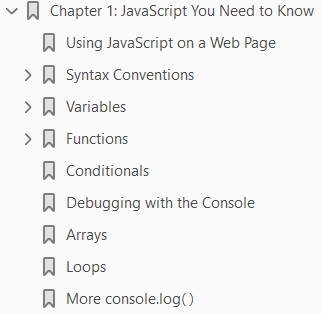 Chapter 1: JavaScript You Need to Know
Using JavaScript on a Web Page
Syntax Conventions
Variables
Functions
Conditionals
Debugging with the Console
Arrays
Loops
More console.log()